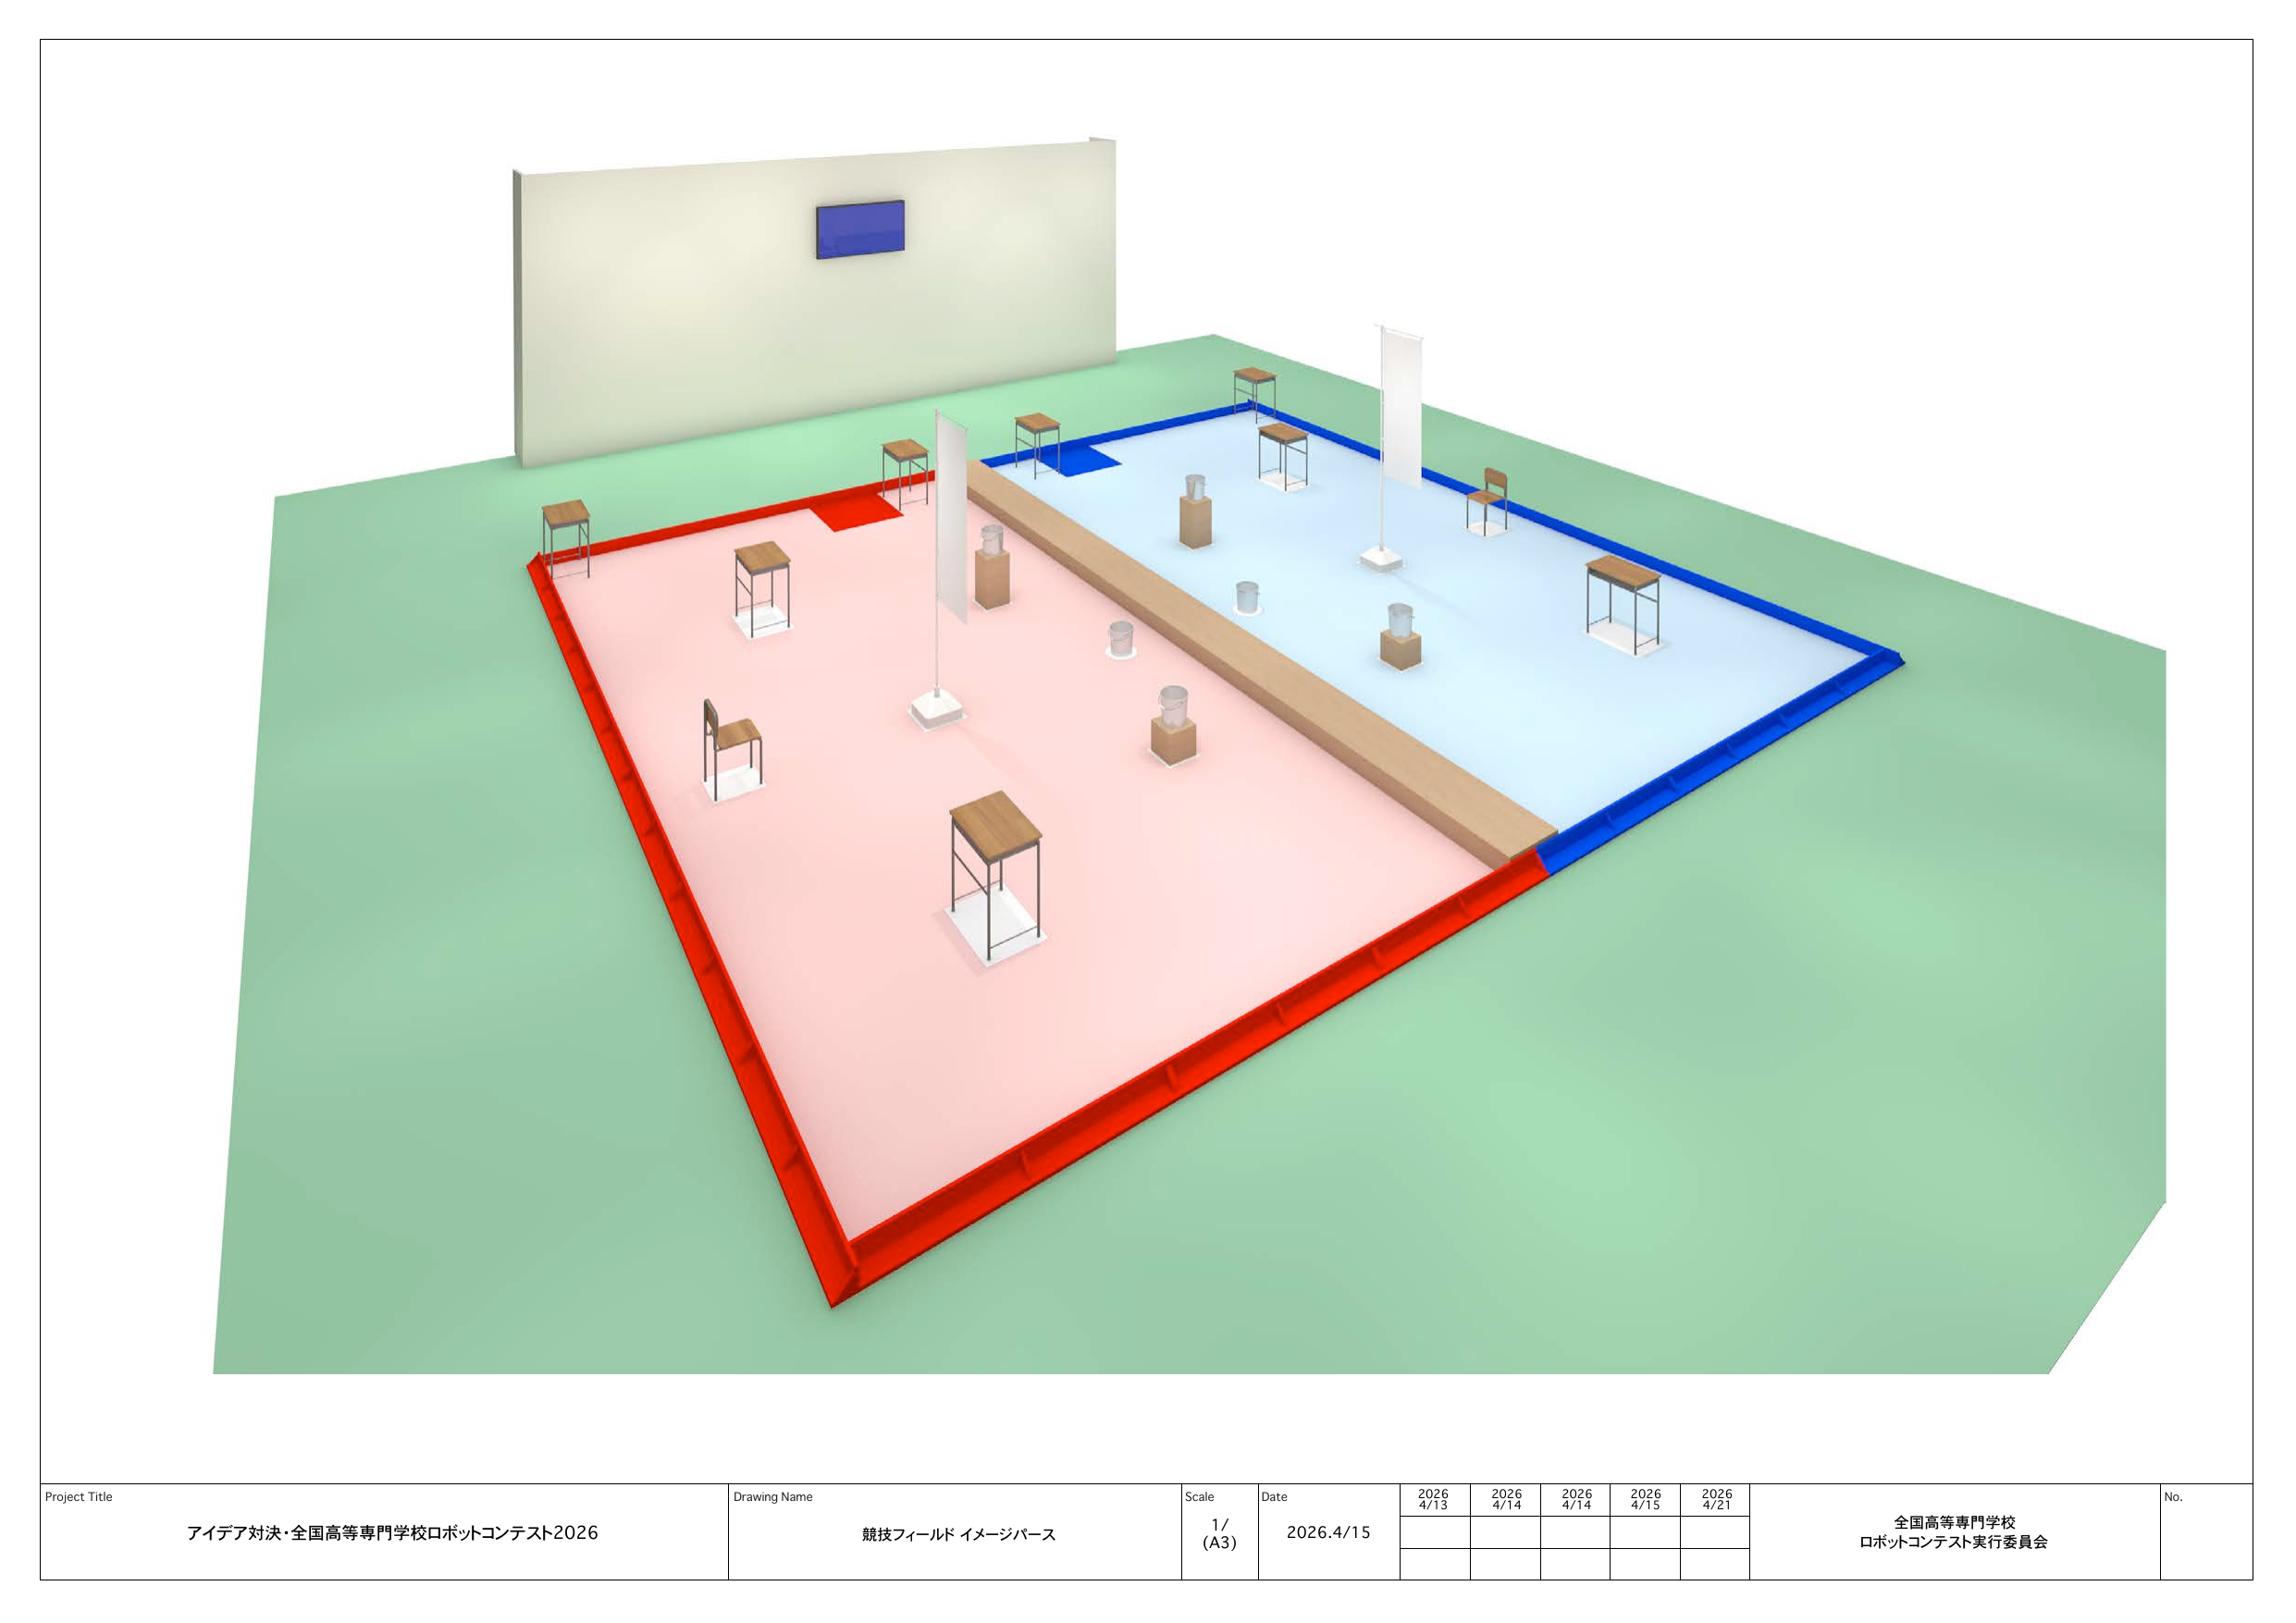 Project Title
アイデア対決・全国高等専門学校ロボットコンテスト2026
Drawing Name
競技フィールド イメージパース
Scale
1/
(A3)
Date
2026.4/15
2026
4/13
2026
4/14
2026
4/14
2026
4/15
2026
4/21
全国高等専門学校
ロボットコンテスト実行委員会
No.